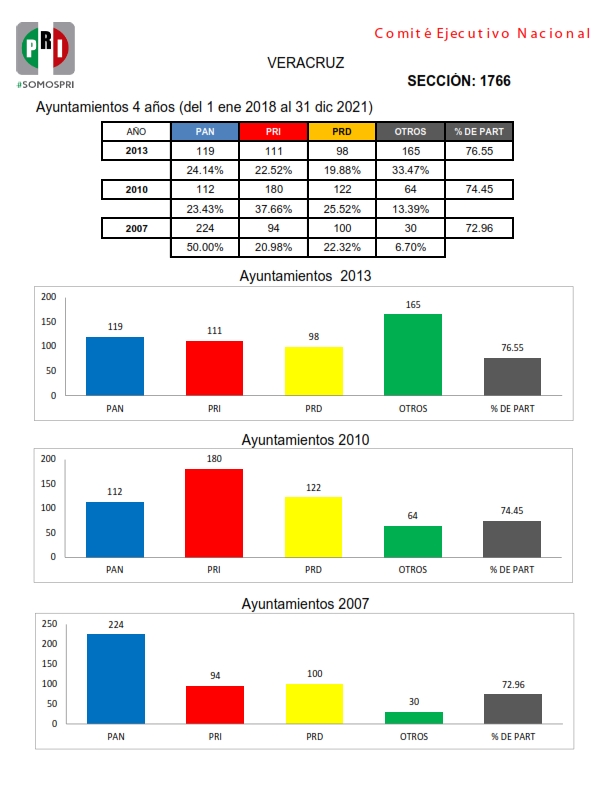 PRI
#SOMOSPRI
Comité Ejecutivo Nacional
VERACRUZ
SECCIÓN: 1766
Ayuntamientos 4 años (del 1 ene 2018 al 31 dic 2021)
AÑO PAN PRI PRD OTROS % DE PART
2013 119 111 98 165 76.55
24.14% 22.52% 19.88% 33.47%
2010 112 180 122 64 74.45
23.43% 37.66% 25.52% 13.39%
2007 224 94 100 30 72.96
50.00% 20.98% 22.32% 6.70%
Ayuntamientos 2013
200
150
100
50
0
119
111
98
165
76.55
PAN PRI PRD OTROS % DE PART
Ayuntamientos 2010
200
150
100
50
0
112
180
122
64
74.45
PAN PRI PRD OTROS % DE PART
Ayuntamientos 2007
250
200
150
100
50
0
224
94
100
30
72.96
PAN PRI PRD OTROS % DE PART